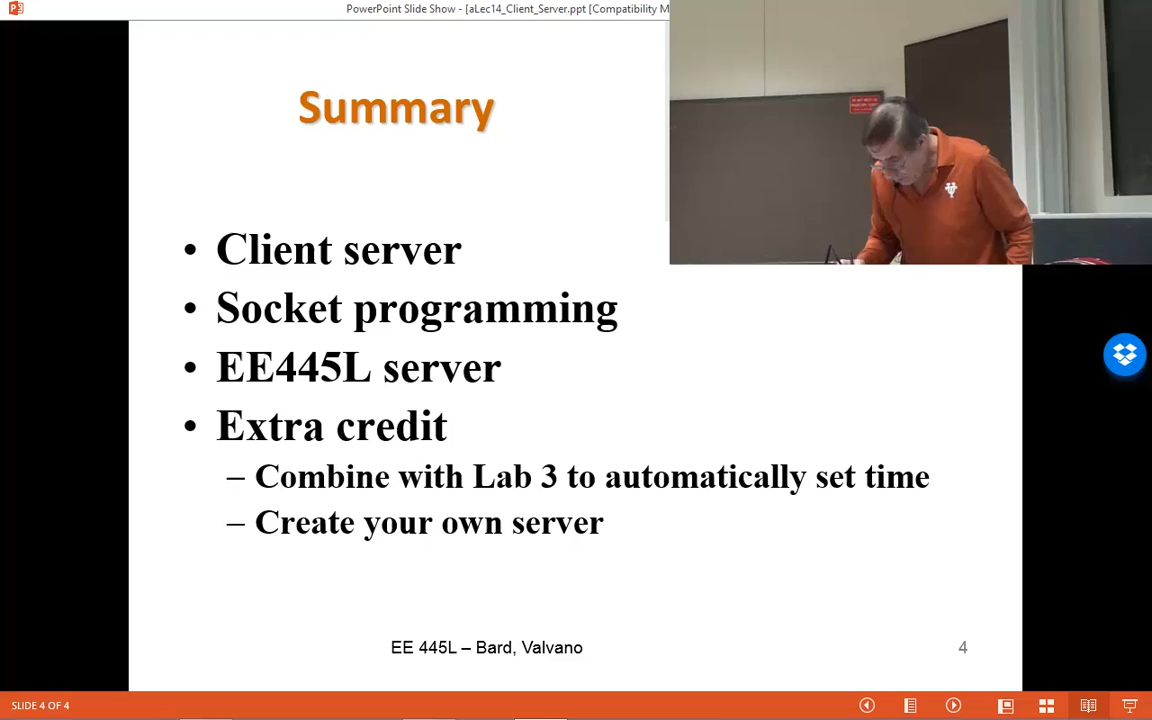 PowerPoint Slide Show - [aLec14_Client_Server.ppt [Compatibility M
Summary
• Client server
• Socket programming
• EE445L server
• Extra credit
– Combine with Lab 3 to automatically set time
– Create your own server
EE 445L – Bard, Valvano
4
SLIDE 4 OF 4